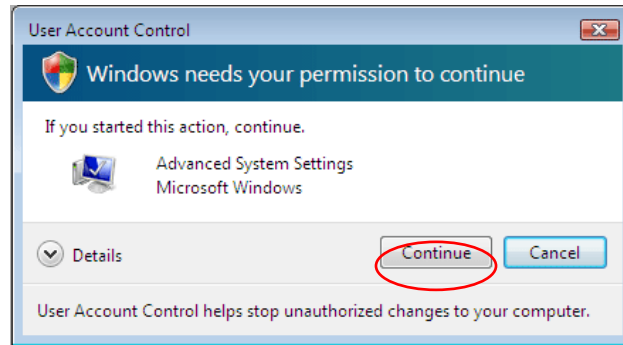 User Account Control
Windows needs your permission to continue
If you started this action, continue.
Advanced System Settings
Microsoft Windows
Details
Continue
Cancel
User Account Control helps stop unauthorized changes to your computer.